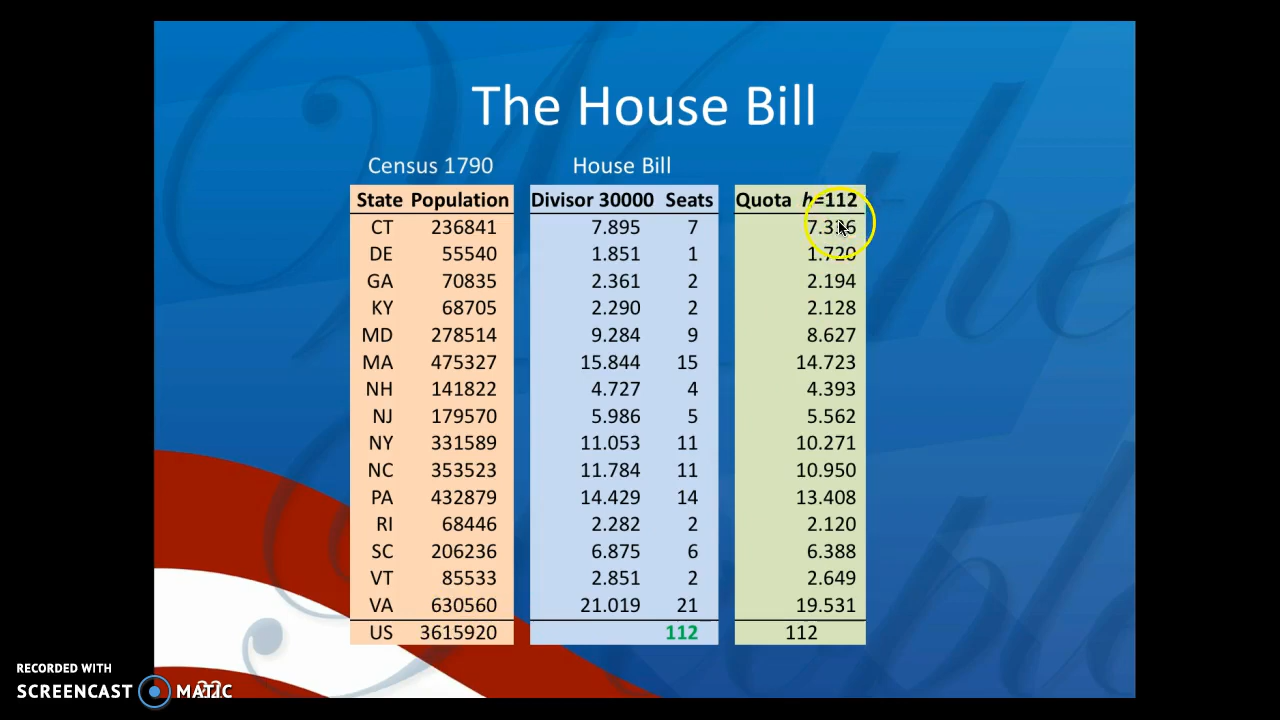 The House Bill
Census 1790 House Bill
State Population Divisor 30000 Seats Quota h=112
CT 236841 7.895 7
DE 55540 1.851 1 1.720
GA 70835 2.361 2 2.194
KY 68705 2.290 2 2.128
MD 278514 9.284 9 8.627
MA 475327 15.844 15 14.723
NH 141822 4.727 4 4.393
NJ 179570 5.986 5 5.562
NY 331589 11.053 11 10.271
NC 353523 11.784 11 10.950
PA 432879 14.429 14 13.408
RI 68446 2.282 2 2.120
SC 206236 6.875 6 6.388
VT 85533 2.851 2 2.649
VA 630560 21.019 21 19.531
US 3615920 112 112
RECORDED WITH
SCREENCAST MATIC